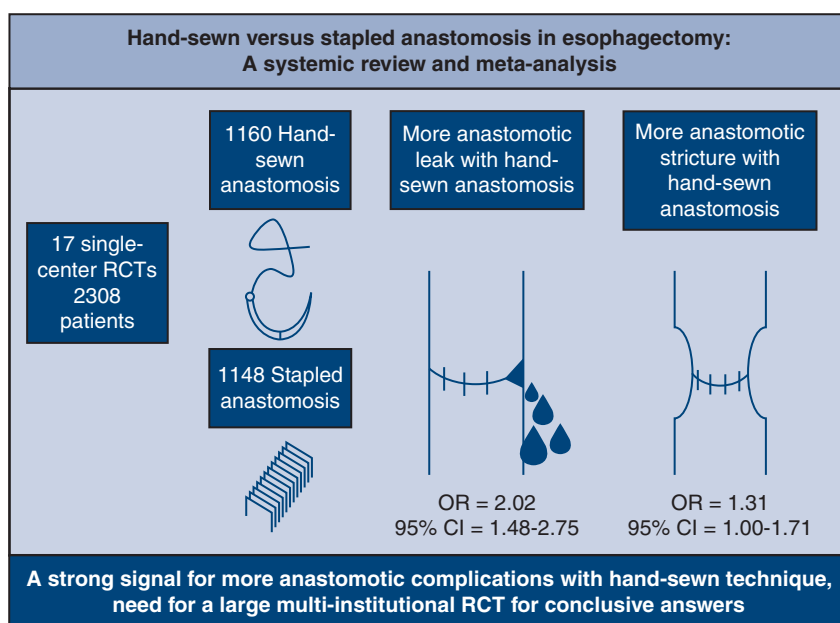 Hand-sewn versus stapled anastomosis in esophagectomy:
A systemic review and meta-analysis
17 single-
center RCTs
2308
patients
1160 Hand-
sewn
anastomosis
1148 Stapled
anastomosis
More anastomotic
leak with hand-
sewn anastomosis
OR = 2.02
95% CI = 1.48-2.75
More anastomotic
stricture with
hand-sewn
anastomosis
OR = 1.31
95% CI = 1.00-1.71
A strong signal for more anastomotic complications with hand-sewn technique,
need for a large multi-institutional RCT for conclusive answers